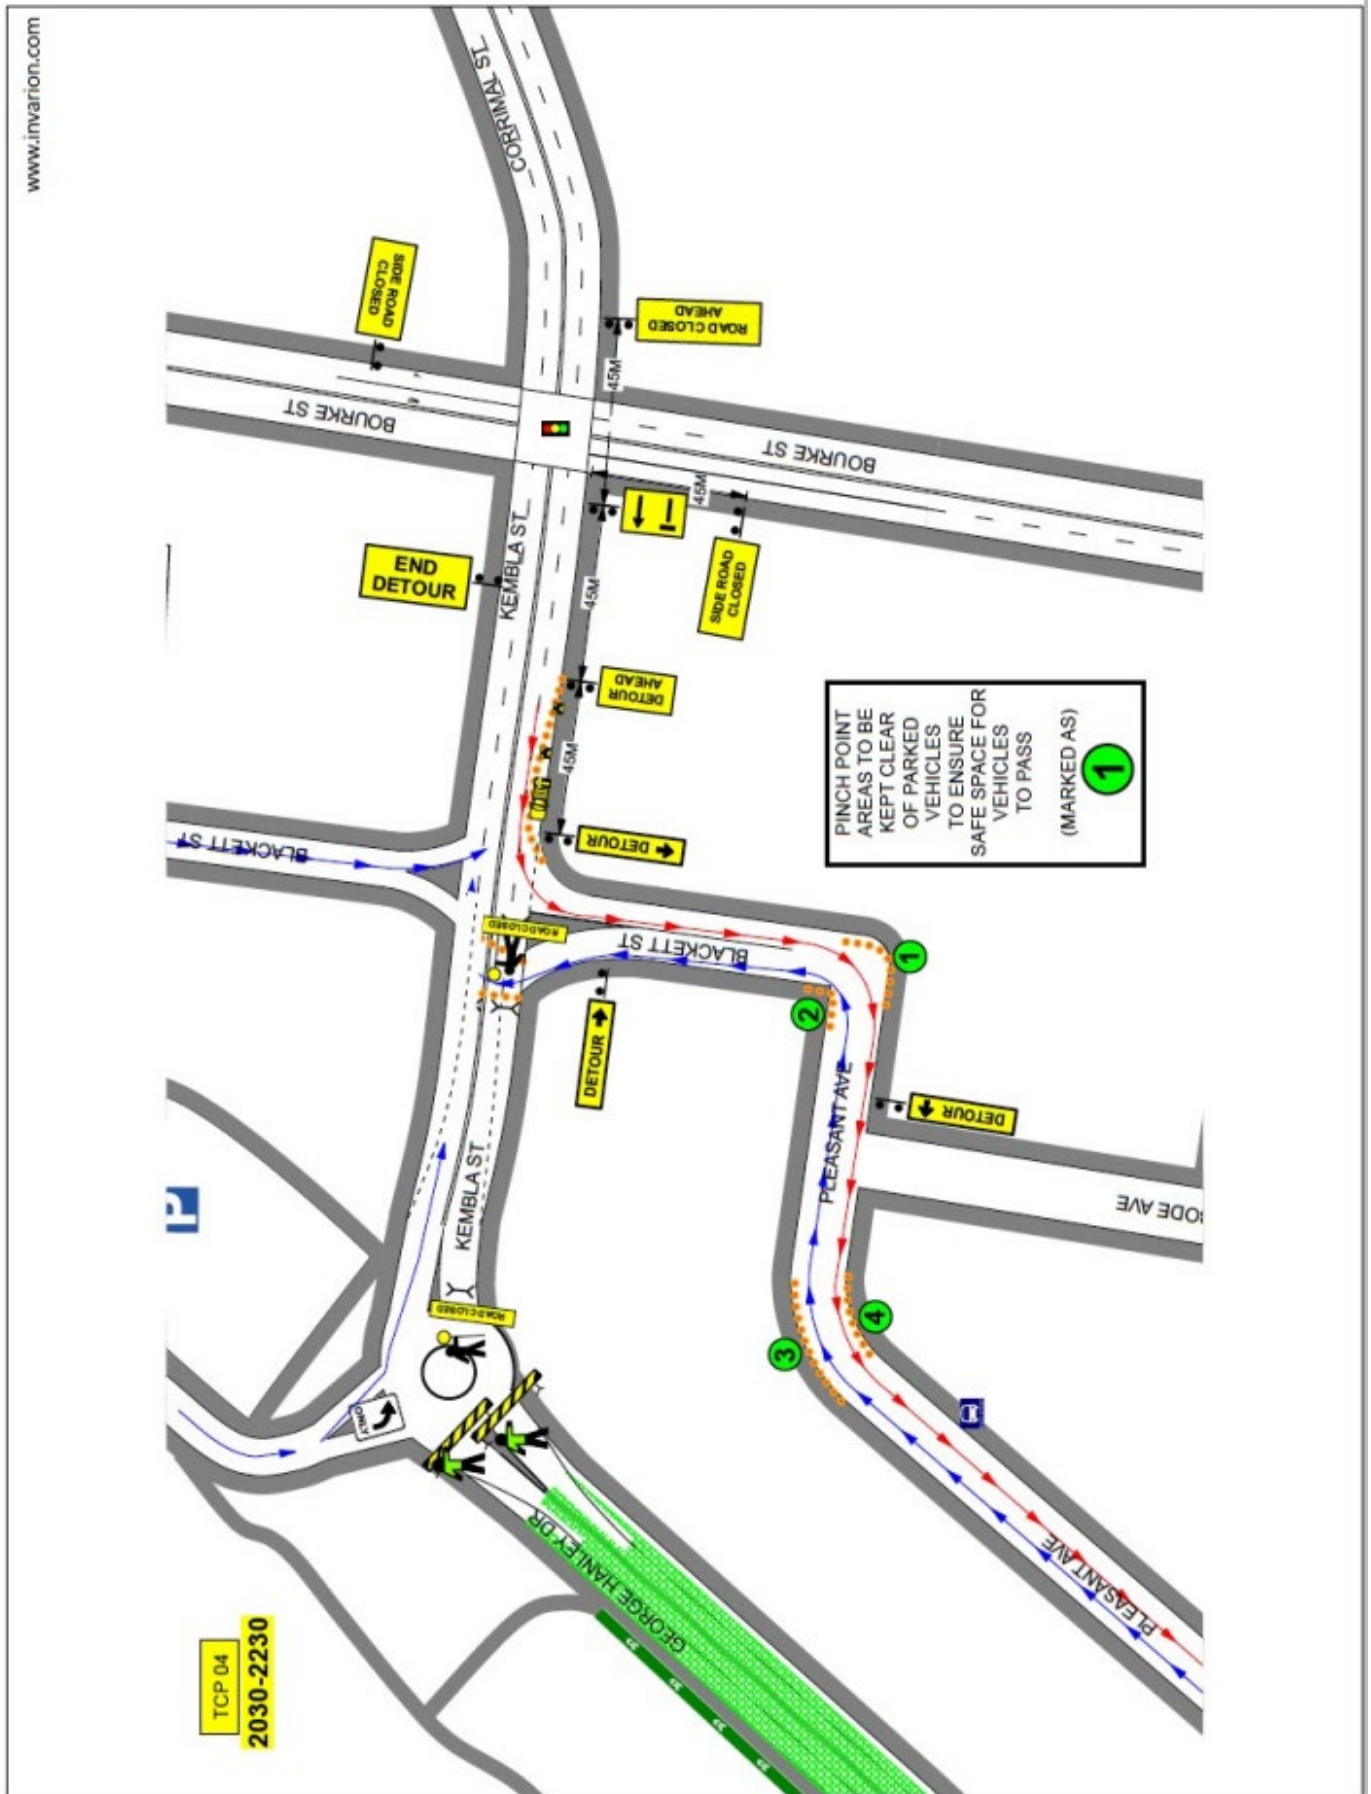 www.invarion.com
CORRIMAL ST.
SIDE ROAD
CLOSED
ROAD CLOSED
AHEAD
45M
BOURKE ST
BOURKE ST
45M
SIDE ROAD
CLOSED
END
DETOUR
KEMBLA ST
45M
DETOUR
AHEAD
45M
DETOUR
BLACKETT ST
ROAD CLOSED
BLACKETT ST
DETOUR
PINCH POINT
AREAS TO BE
KEPT CLEAR
OF PARKED
VEHICLES
TO ENSURE
SAFE SPACE FOR
VEHICLES
TO PASS
(MARKED AS)
1
1
2
PLEASANT AVE
DETOUR
P
KEMBLA ST
ROAD CLOSED
ONLY
3
4
GEORGE HANLEY DR
PLEASANT AVE
TCP 04
2030-2230